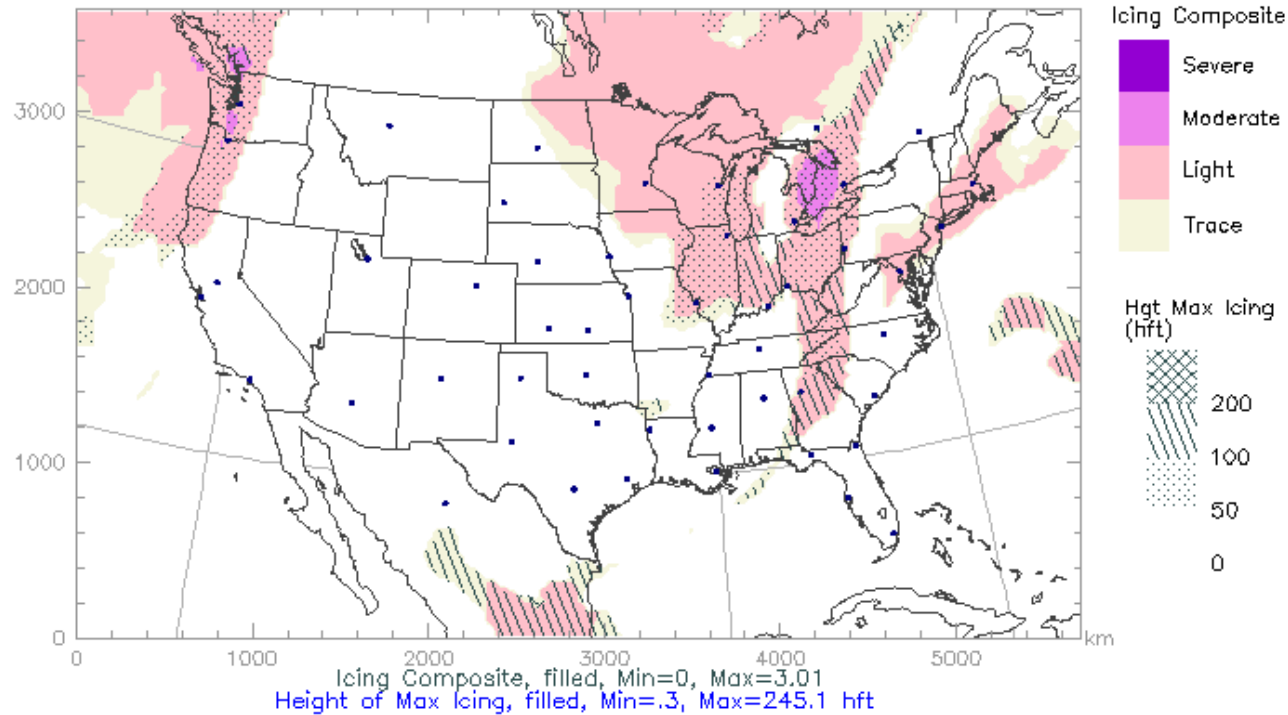 Icing Composite
Severe
Moderate
Light
Trace
Hgt Max Icing
(hft)
200
100
50
0
3000
2000
1000
0
0 1000 2000 3000 4000 5000 km
Icing Composite, filled, Min=0, Max=3.01
Height of Max Icing, filled, Min=.3, Max=245.1 hft